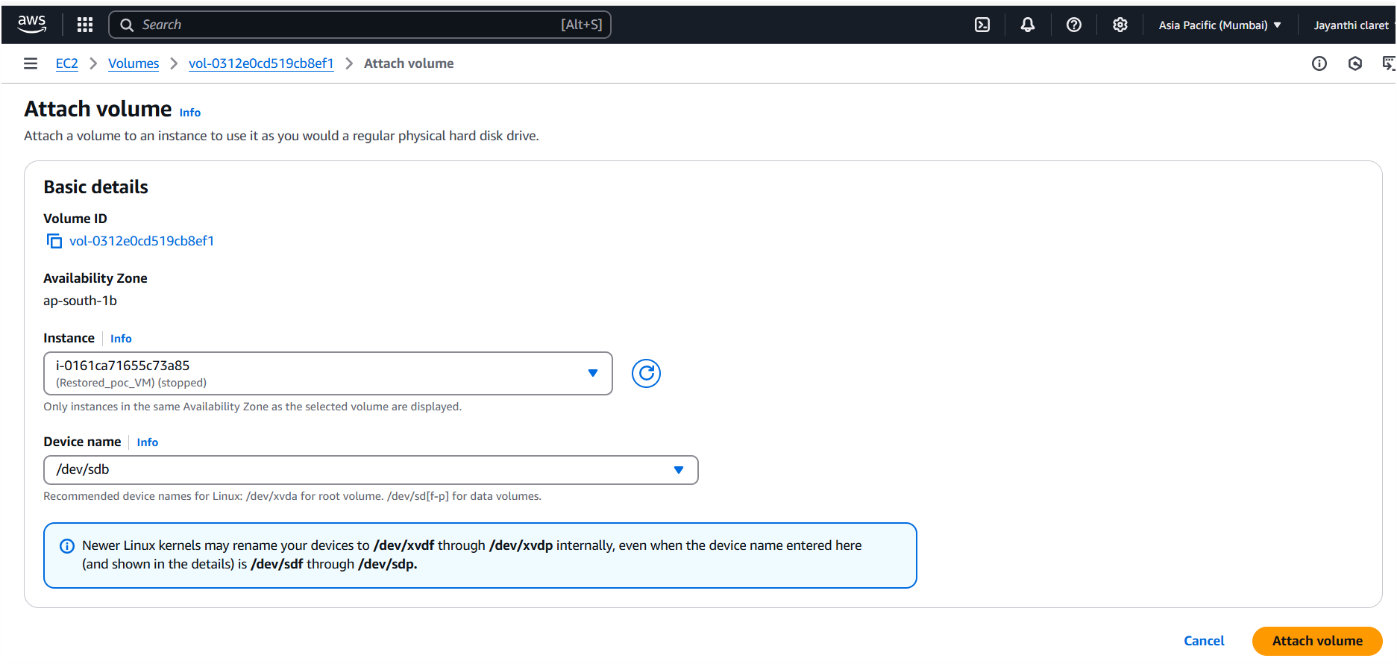 aws Search [Alt+S] Asia Pacific (Mumbai) Jayanthi claret
EC2 Volumes vol-0312e0cd519cb8ef1 Attach volume
Attach volume Info
Attach a volume to an instance to use it as you would a regular physical hard disk drive.
Basic details
Volume ID
vol-0312e0cd519cb8ef1
Availability Zone
ap-south-1b
Instance Info
i-0161ca71655c73a85
(Restored_poc_VM) (stopped)
Only instances in the same Availability Zone as the selected volume are displayed.
Device name Info
/dev/sdb
Recommended device names for Linux: /dev/xvda for root volume. /dev/sd[f-p] for data volumes.
Newer Linux kernels may rename your devices to /dev/xvdf through /dev/xvdp internally, even when the device name entered here
(and shown in the details) is /dev/sdf through /dev/sdp.
Cancel Attach volume